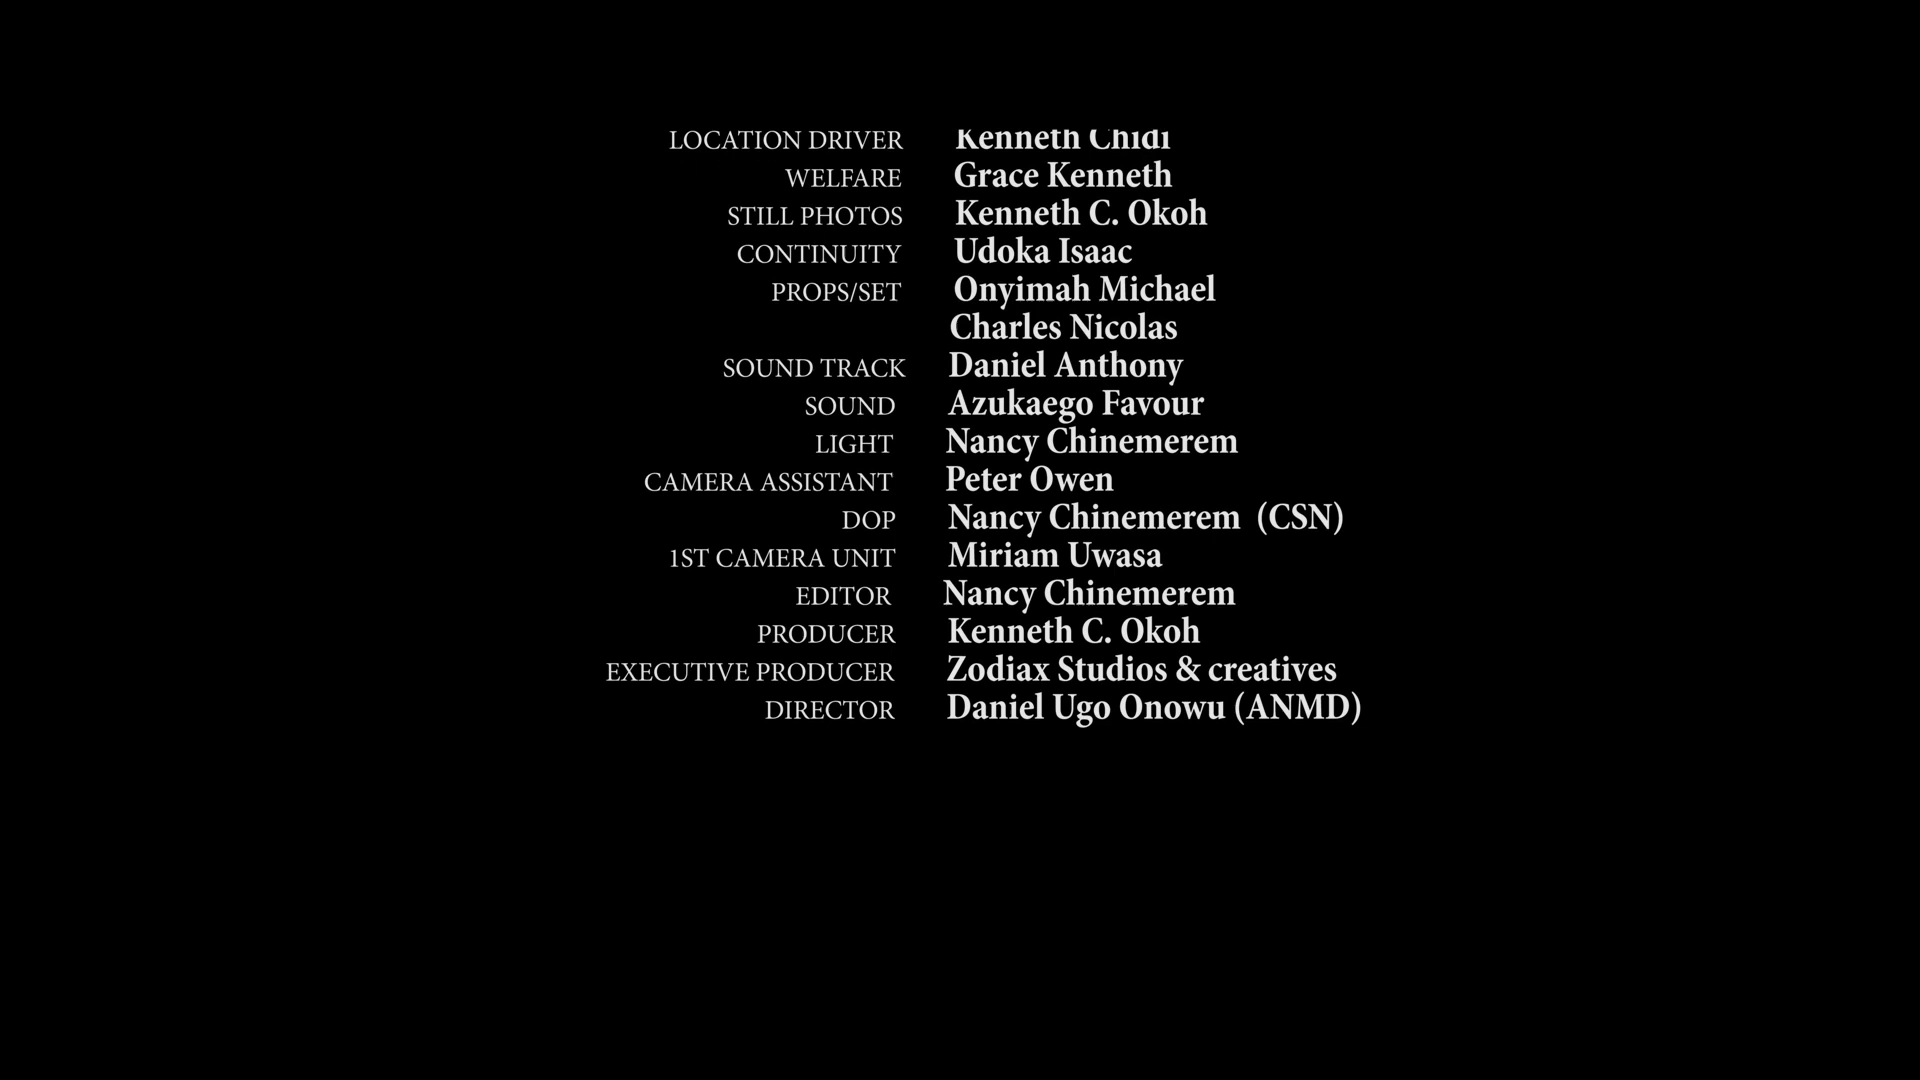 LOCATION DRIVER Kenneth Chidi
WELFARE Grace Kenneth
STILL PHOTOS Kenneth C. Okoh
CONTINUITY Udoka Isaac
PROPS/SET Onyimah Michael
Charles Nicolas
SOUND TRACK Daniel Anthony
SOUND Azukaego Favour
LIGHT Nancy Chinemerem
CAMERA ASSISTANT Peter Owen
DOP Nancy Chinemerem (CSN)
1ST CAMERA UNIT Miriam Uwasa
EDITOR Nancy Chinemerem
PRODUCER Kenneth C. Okoh
EXECUTIVE PRODUCER Zodiax Studios & creatives
DIRECTOR Daniel Ugo Onowu (ANMD)